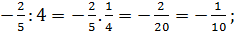 −2/5 : 4 = −2/5 . 1/4 = −2/20 = −1/10 ;